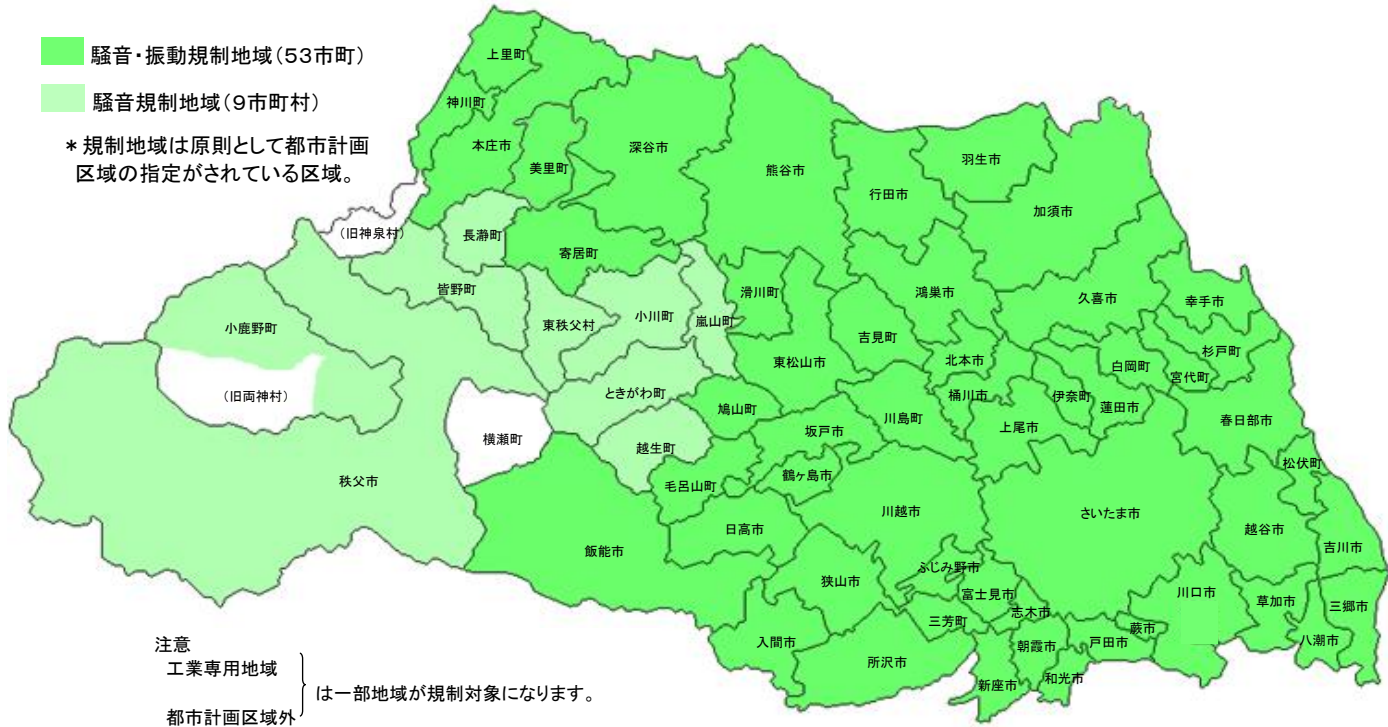 騒音・振動規制地域(53市町)
騒音規制地域(9市町村)
*規制地域は原則として都市計画
区域の指定がされている区域。
上里町
神川町
本庄市
美里町
深谷市
熊谷市
行田市
羽生市
加須市
(旧神泉村)
長瀞町
寄居町
皆野町
東秩父村
小川町
嵐山町
滑川町
鴻巣市
久喜市
幸手市
小鹿野町
吉見町
東松山市
北本市
白岡町
杉戸町
宮代町
(旧両神村)
ときがわ町
鳩山町
川島町
桶川市
伊奈町
蓮田市
春日部市
横瀬町
越生町
坂戸市
上尾市
松伏町
秩父市
毛呂山町
鶴ヶ島市
川越市
さいたま市
越谷市
吉川市
飯能市
日高市
ふじみ野市
狭山市
富士見市
志木市
川口市
草加市
三郷市
入間市
三芳町
所沢市
朝霞市
戸田市
蕨市
八潮市
新座市
和光市
注意
工業専用地域
は一部地域が規制対象になります。
都市計画区域外